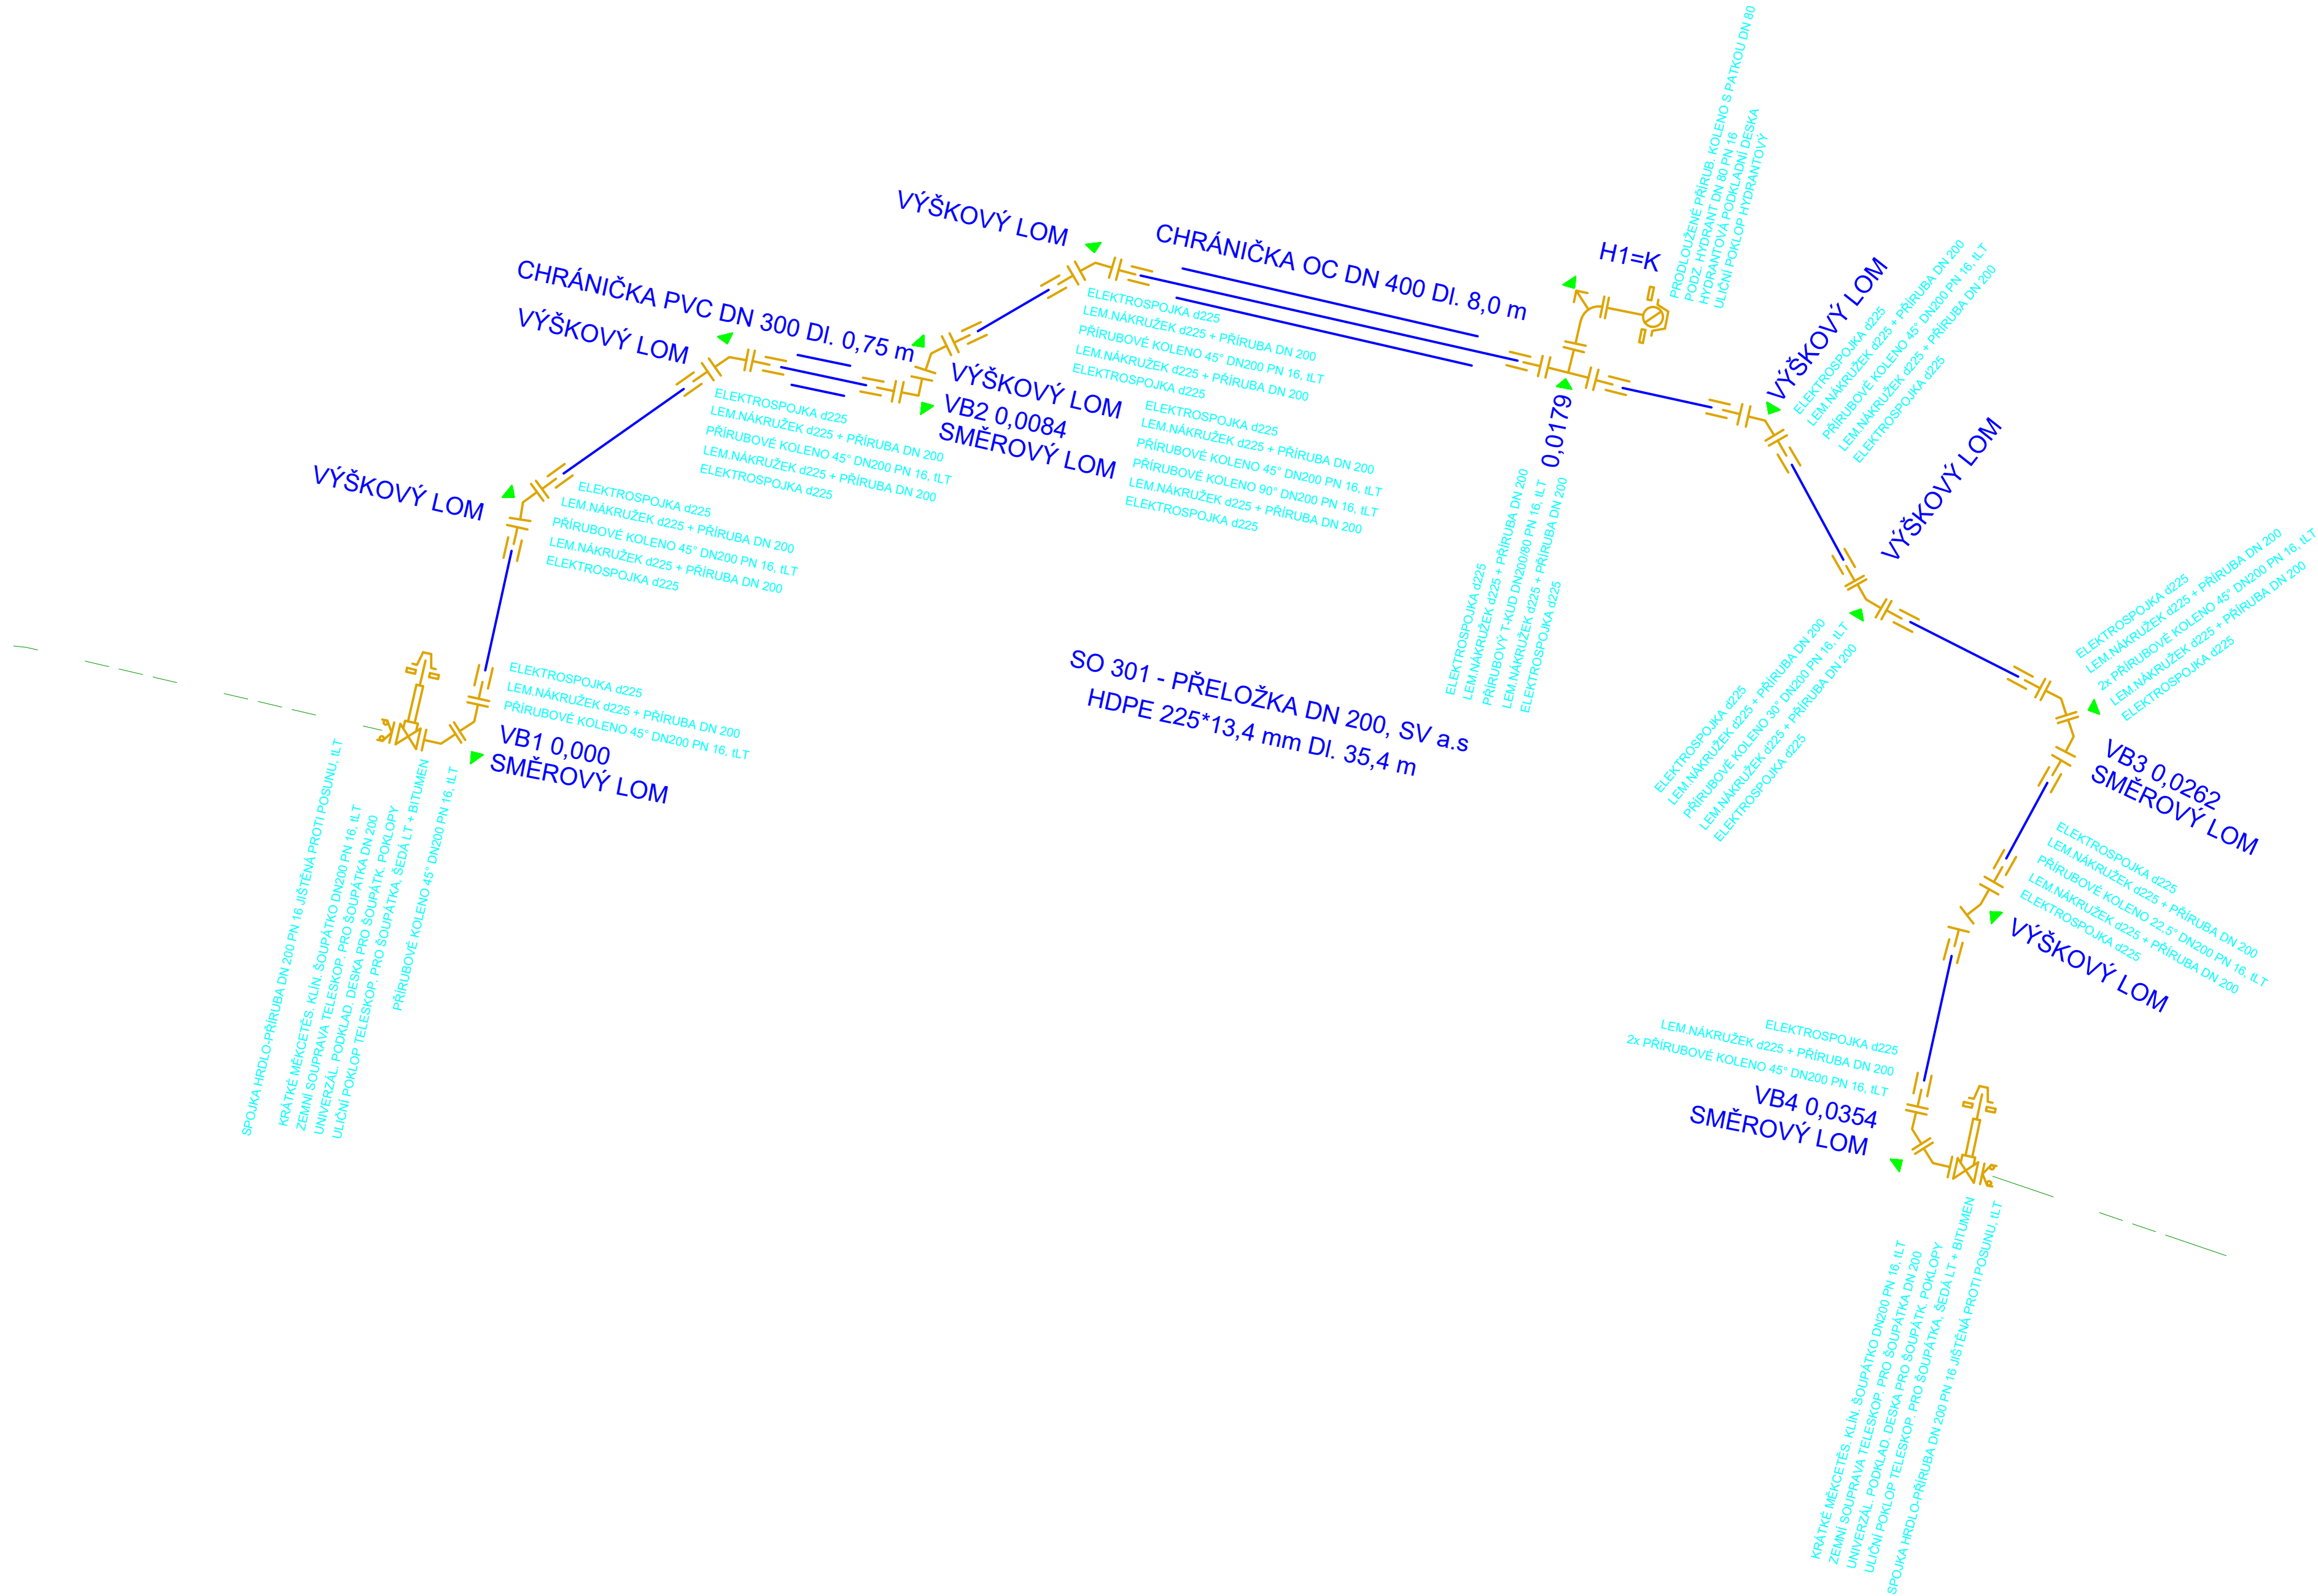 VÝŠKOVÝ LOM
CHRÁNIČKA OC DN 400 Dl. 8,0 m
H1=K
PRODLOUŽENÉ PŘÍRUB. KOLENO S PATKOU DN 80
PODZ. HYDRANT DN 80 PN 16
HYDRANTOVÁ PODKLADNÍ DESKA
ULIČNÍ POKLOP HYDRANTOVÝ
CHRÁNIČKA PVC DN 300 Dl. 0,75 m
VÝŠKOVÝ LOM
ELEKTROSPOJKA d225
LEM.NÁKRUŽEK d225 + PŘÍRUBA DN 200
PŘÍRUBOVÉ KOLENO 45° DN200 PN 16, tLT
LEM.NÁKRUŽEK d225 + PŘÍRUBA DN 200
ELEKTROSPOJKA d225
VÝŠKOVÝ LOM
VB2 0,0084
SMĚROVÝ LOM
ELEKTROSPOJKA d225
LEM.NÁKRUŽEK d225 + PŘÍRUBA DN 200
PŘÍRUBOVÉ KOLENO 45° DN200 PN 16, tLT
PŘÍRUBOVÉ KOLENO 90° DN200 PN 16, tLT
LEM.NÁKRUŽEK d225 + PŘÍRUBA DN 200
ELEKTROSPOJKA d225
ELEKTROSPOJKA d225
LEM.NÁKRUŽEK d225 + PŘÍRUBA DN 200
PŘÍRUBOVÉ KOLENO 45° DN200 PN 16, tLT
LEM.NÁKRUŽEK d225 + PŘÍRUBA DN 200
ELEKTROSPOJKA d225
VÝŠKOVÝ LOM
ELEKTROSPOJKA d225
LEM.NÁKRUŽEK d225 + PŘÍRUBA DN 200
PŘÍRUBOVÉ KOLENO 45° DN200 PN 16, tLT
LEM.NÁKRUŽEK d225 + PŘÍRUBA DN 200
ELEKTROSPOJKA d225
0,0179
ELEKTROSPOJKA d225
LEM.NÁKRUŽEK d225 + PŘÍRUBA DN 200
PŘÍRUBOVÝ T-KUD DN200/80 PN 16, tLT
LEM.NÁKRUŽEK d225 + PŘÍRUBA DN 200
ELEKTROSPOJKA d225
VÝŠKOVÝ LOM
ELEKTROSPOJKA d225
LEM.NÁKRUŽEK d225 + PŘÍRUBA DN 200
PŘÍRUBOVÉ KOLENO 45° DN200 PN 16, tLT
LEM.NÁKRUŽEK d225 + PŘÍRUBA DN 200
ELEKTROSPOJKA d225
VÝŠKOVÝ LOM
ELEKTROSPOJKA d225
LEM.NÁKRUŽEK d225 + PŘÍRUBA DN 200
PŘÍRUBOVÉ KOLENO 30° DN200 PN 16, tLT
LEM.NÁKRUŽEK d225 + PŘÍRUBA DN 200
ELEKTROSPOJKA d225
ELEKTROSPOJKA d225
LEM.NÁKRUŽEK d225 + PŘÍRUBA DN 200
2x PŘÍRUBOVÉ KOLENO 45° DN200 PN 16, tLT
LEM.NÁKRUŽEK d225 + PŘÍRUBA DN 200
ELEKTROSPOJKA d225
SO 301 - PŘELOŽKA DN 200, SV a.s
HDPE 225*13,4 mm Dl. 35,4 m
ELEKTROSPOJKA d225
LEM.NÁKRUŽEK d225 + PŘÍRUBA DN 200
PŘÍRUBOVÉ KOLENO 45° DN200 PN 16, tLT
VB1 0,000
SMĚROVÝ LOM
SPOJKA HRDLO-PŘÍRUBA DN 200 PN 16 JIŠTĚNÁ PROTI POSUNU, tLT
KRÁTKÉ MĚKCETĚS. KLÍN. ŠOUPÁTKO DN200 PN 16, tLT
ZEMNÍ SOUPRAVA TELESKOP. PRO ŠOUPÁTKA DN 200
UNIVERZÁL. PODKLAD. DESKA PRO ŠOUPÁTK. POKLOPY
ULIČNÍ POKLOP TELESKOP. PRO ŠOUPÁTKA, ŠEDÁ LT + BITUMEN
PŘÍRUBOVÉ KOLENO 45° DN200 PN 16, tLT
VB3 0,0262
SMĚROVÝ LOM
ELEKTROSPOJKA d225
LEM.NÁKRUŽEK d225 + PŘÍRUBA DN 200
PŘÍRUBOVÉ KOLENO 22,5° DN200 PN 16, tLT
LEM.NÁKRUŽEK d225 + PŘÍRUBA DN 200
ELEKTROSPOJKA d225
VÝŠKOVÝ LOM
ELEKTROSPOJKA d225
LEM.NÁKRUŽEK d225 + PŘÍRUBA DN 200
2x PŘÍRUBOVÉ KOLENO 45° DN200 PN 16, tLT
VB4 0,0354
SMĚROVÝ LOM
KRÁTKÉ MĚKCETĚS. KLÍN. ŠOUPÁTKO DN200 PN 16, tLT
ZEMNÍ SOUPRAVA TELESKOP. PRO ŠOUPÁTKA DN 200
UNIVERZÁL. PODKLAD. DESKA PRO ŠOUPÁTK. POKLOPY
ULIČNÍ POKLOP TELESKOP. PRO ŠOUPÁTKA, ŠEDÁ LT + BITUMEN
SPOJKA HRDLO-PŘÍRUBA DN 200 PN 16 JIŠTĚNÁ PROTI POSUNU, tLT